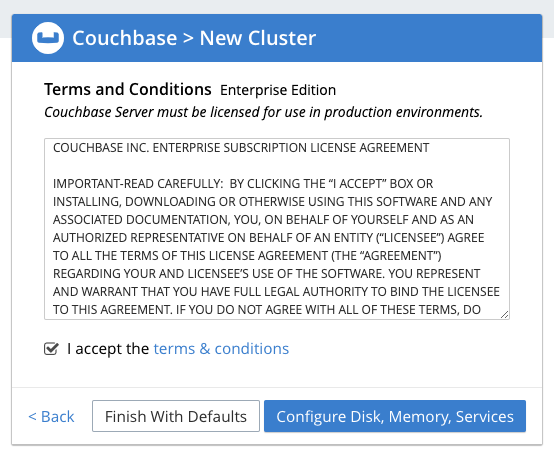 Couchbase > New Cluster
Terms and Conditions Enterprise Edition
Couchbase Server must be licensed for use in production environments.
COUCHBASE INC. ENTERPRISE SUBSCRIPTION LICENSE AGREEMENT
IMPORTANT-READ CAREFULLY:  BY CLICKING THE “I ACCEPT” BOX OR
INSTALLING, DOWNLOADING OR OTHERWISE USING THIS SOFTWARE AND ANY
ASSOCIATED DOCUMENTATION, YOU, ON BEHALF OF YOURSELF AND AS AN
AUTHORIZED REPRESENTATIVE ON BEHALF OF AN ENTITY (“LICENSEE”) AGREE
TO ALL THE TERMS OF THIS LICENSE AGREEMENT (THE “AGREEMENT”)
REGARDING YOUR AND LICENSEE’S USE OF THE SOFTWARE. YOU REPRESENT
AND WARRANT THAT YOU HAVE FULL LEGAL AUTHORITY TO BIND THE LICENSEE
TO THIS AGREEMENT. IF YOU DO NOT AGREE WITH ALL OF THESE TERMS, DO
I accept the terms & conditions
< Back
Finish With Defaults
Configure Disk, Memory, Services